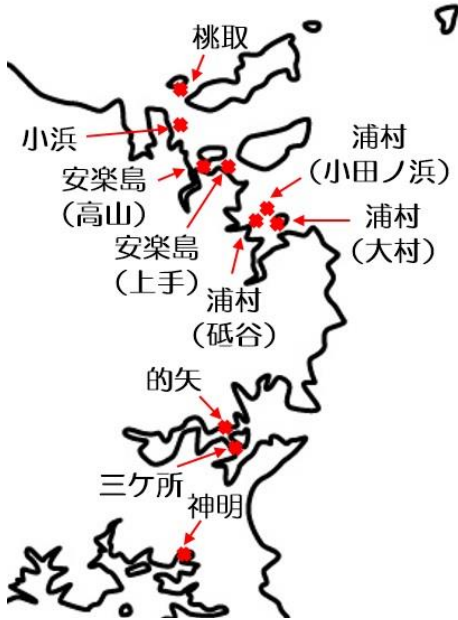 桃取
小浜
安楽島
（高山）
安楽島
（上手）
浦村
（小田ノ浜）
浦村
（大村）
浦村
（砥谷）
的矢
三ケ所
神明